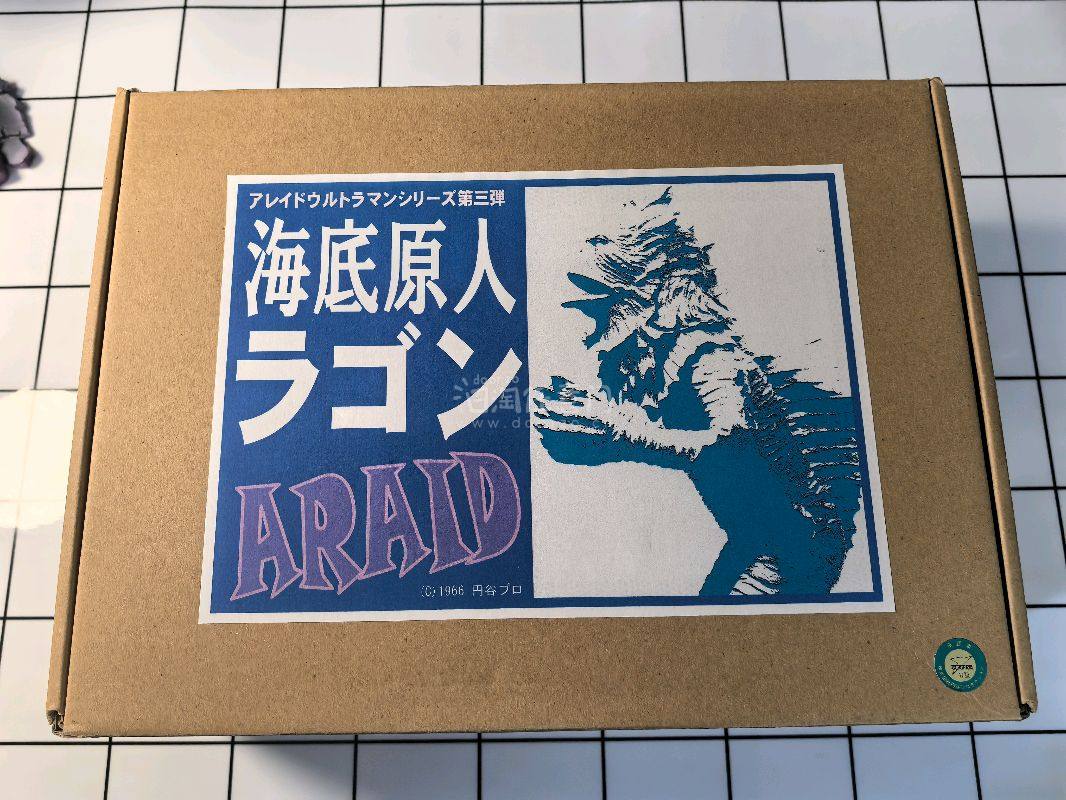 アレイドウルトラマンシリーズ第三弾
海底原人
ラゴン
ARAID
(C)1966 円谷プロ